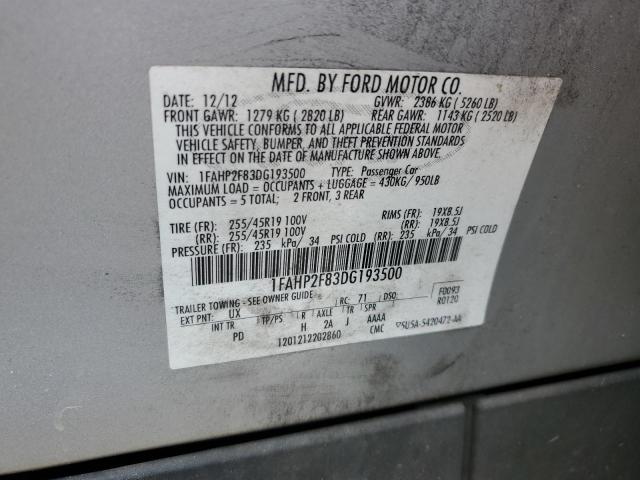 MFD. BY FORD MOTOR CO.
DATE: 12/12 GVWR: 2386 KG ( 5260 LB)
FRONT GAWR: 1279 KG ( 2820 LB) REAR GAWR: 1143 KG ( 2520 LB)
THIS VEHICLE CONFORMS TO ALL APPLICABLE FEDERAL MOTOR
VEHICLE SAFETY, BUMPER, AND THEFT PREVENTION STANDARDS
IN EFFECT ON THE DATE OF MANUFACTURE SHOWN ABOVE.
VIN: 1FAHP2F83DG193500 TYPE: Passenger Car
MAXIMUM LOAD = OCCUPANTS + LUGGAGE = 430KG/ 950LB
OCCUPANTS = 5 TOTAL; 2 FRONT, 3 REAR
TIRE (FR): 255/45R19 100V RIMS (FR): 19X8.5J
(RR): 255/45R19 100V (RR): 19X8.5J
PRESSURE (FR): 235 kPa/ 34 PSI COLD (RR): 235 kPa/ 34 PSI COLD
1FAHP2F83DG193500
TRAILER TOWING - SEE OWNER GUIDE
EXT PNT: UX RC: 71 DSO: F0093
INT TR TP/PS R AXLE TR SPR R0120
PD H 2A J AAAA
1201212202860 CMC 5U5A-5420472-AA